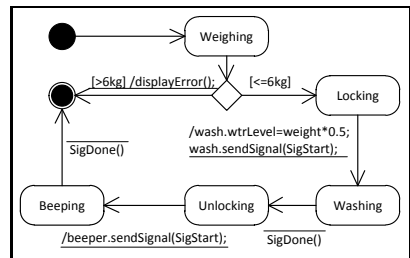 Weighing
[>6kg] /displayError();
[<=6kg]
Locking
/wash.wtrLevel=weight*0.5;
wash.sendSignal(SigStart);
SigDone()
Beeping
Unlocking
Washing
/beeper.sendSignal(SigStart);
SigDone()